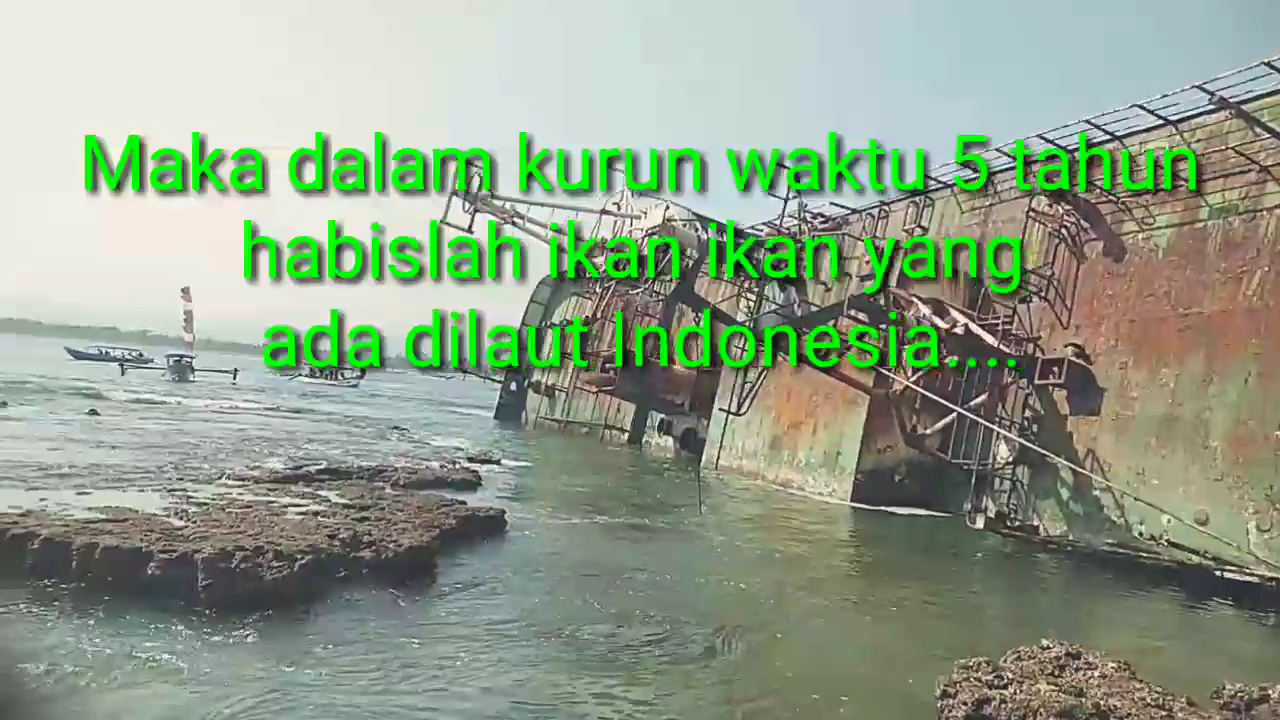 Maka dalam kurun waktu 5 tahun
habislah ikan ikan yang
ada dilaut Indonesia....